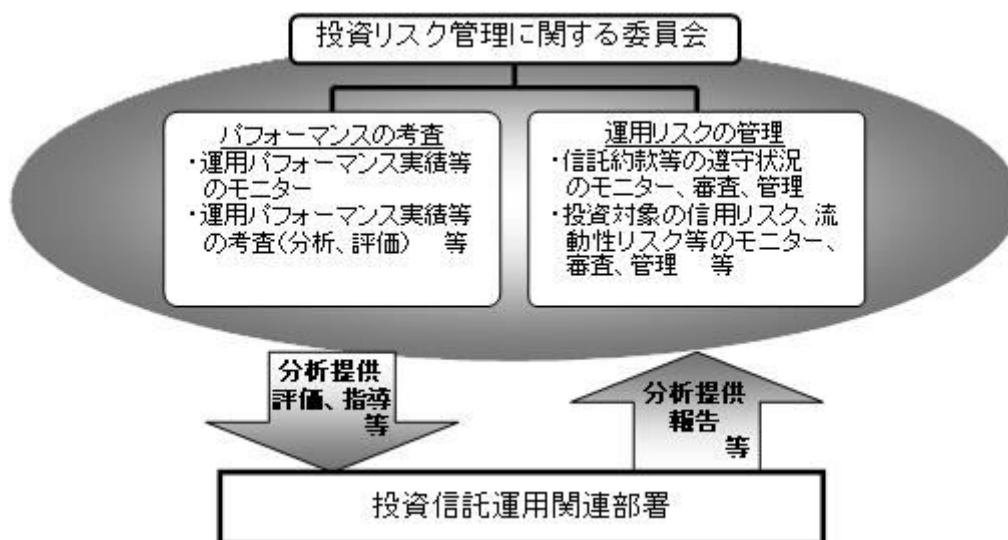 投資リスク管理に関する委員会
パフォーマンスの考査
・運用パフォーマンス実績等
のモニター
・運用パフォーマンス実績等
の考査(分析、評価) 等
運用リスクの管理
・信託約款等の遵守状況
のモニター、審査、管理
・投資対象の信用リスク、流
動性リスク等のモニター、
審査、管理 等
分析提供
評価、指導
等
分析提供
報告
等
投資信託運用関連部署